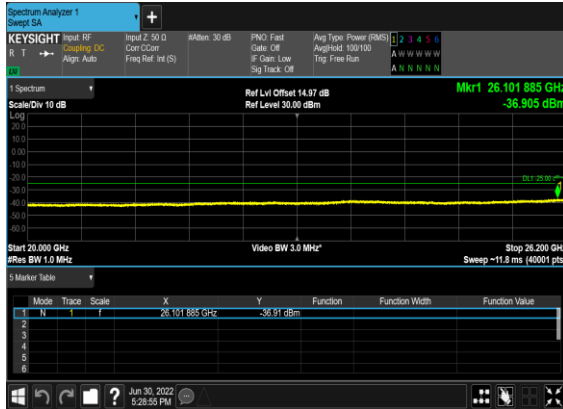 Spectrum Analyzer 1
Swept SA
+
KEYSIGHT Input: RF Input Z: 50 Ω #Atten: 30 dB PNO: Fast Avg Type: Power (RMS) 1 2 3 4 5 6
R T Coupling: DC Corr CCorr Gate: Off Avg|Hold: 100/100 A W W W W W
Align: Auto Freq Ref: Int (S) IF Gain: Low Trig: Free Run
LU Sig Track: Off A N N N N N
1 Spectrum Ref Lvl Offset 14.97 dB Mkr1 26.101 885 GHz
Scale/Div 10 dB Ref Level 30.00 dBm -36.905 dBm
Log
20.0
10.0
0.00
-10.0
-20.0
DL1 -25.00
-30.0
-40.0
-50.0
-60.0
Start 20.000 GHz Video BW 3.0 MHz* Stop 26.200 GHz
#Res BW 1.0 MHz Sweep ~11.8 ms (40001 pts)
5 Marker Table
Mode Trace Scale X Y Function Function Width Function Value
1 N 1 f 26.101 885 GHz -36.91 dBm
2
3
4
5
6
? Jun 30, 2022
5:28:55 PM